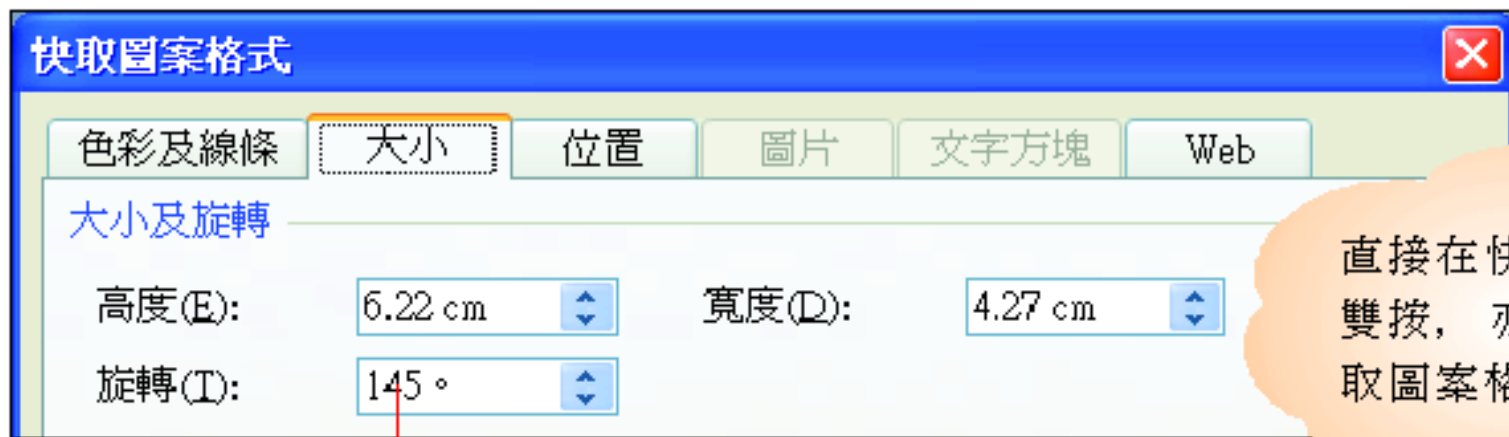 快取圖案格式
色彩及線條 大小 位置 圖片 文字方塊 Web
大小及旋轉
高度(E): 6.22 cm 寬度(D): 4.27 cm
旋轉(T): 145°
直接在快
雙按，亦
取圖案格